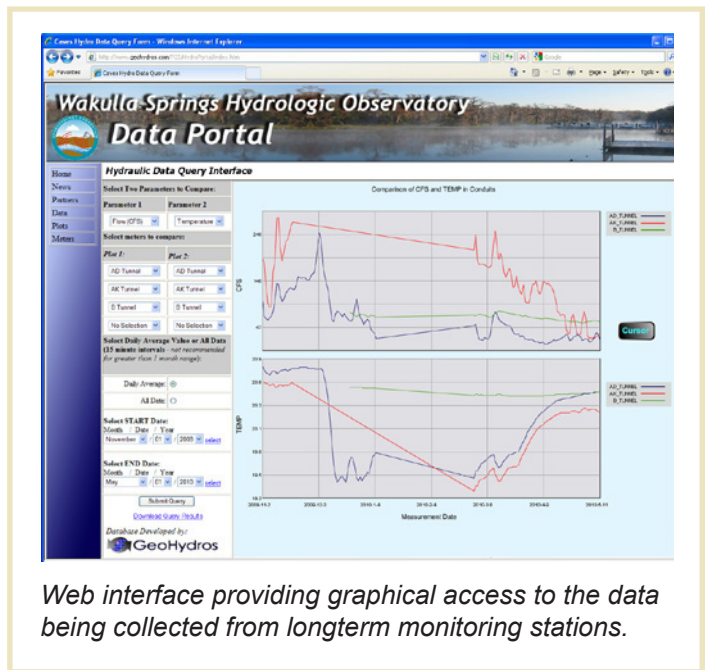 Caves Hydro Data Query Form - Windows Internet Explorer
Favorites
Caves Hydro Data Query Form
Google
Page
Safety
Tools
Wakulla Springs Hydrologic Observatory
Data Portal
Home
News
Partners
Data
Plots
Meters
Hydraulic Data Query Interface
Select Two Parameters to Compare:
Parameter 1 Parameter 2
Flow (CFS) Temperature
Select meters to compare:
Plot 1: Plot 2:
AD Tunnel AD Tunnel
AK Tunnel AK Tunnel
B Tunnel B Tunnel
No Selection No Selection
Select Daily Average Value or All Data
(15 minute intervals - not recommended
for greater than 1 month range):
Daily Average:
All Data:
Select START Date:
Month / Date / Year
November / 01 / 2009 select
Select END Date:
Month / Date / Year
May / 01 / 2010 select
Submit Query
Download Query Results
Database Developed by:
GeoHydros
Comparison of CFS and TEMP in Conduits
CFS
AD_TUNNEL
AK_TUNNEL
B_TUNNEL
Cursor
TEMP
AD_TUNNEL
AK_TUNNEL
B_TUNNEL
Measurement Date
Web interface providing graphical access to the data
being collected from longterm monitoring stations.